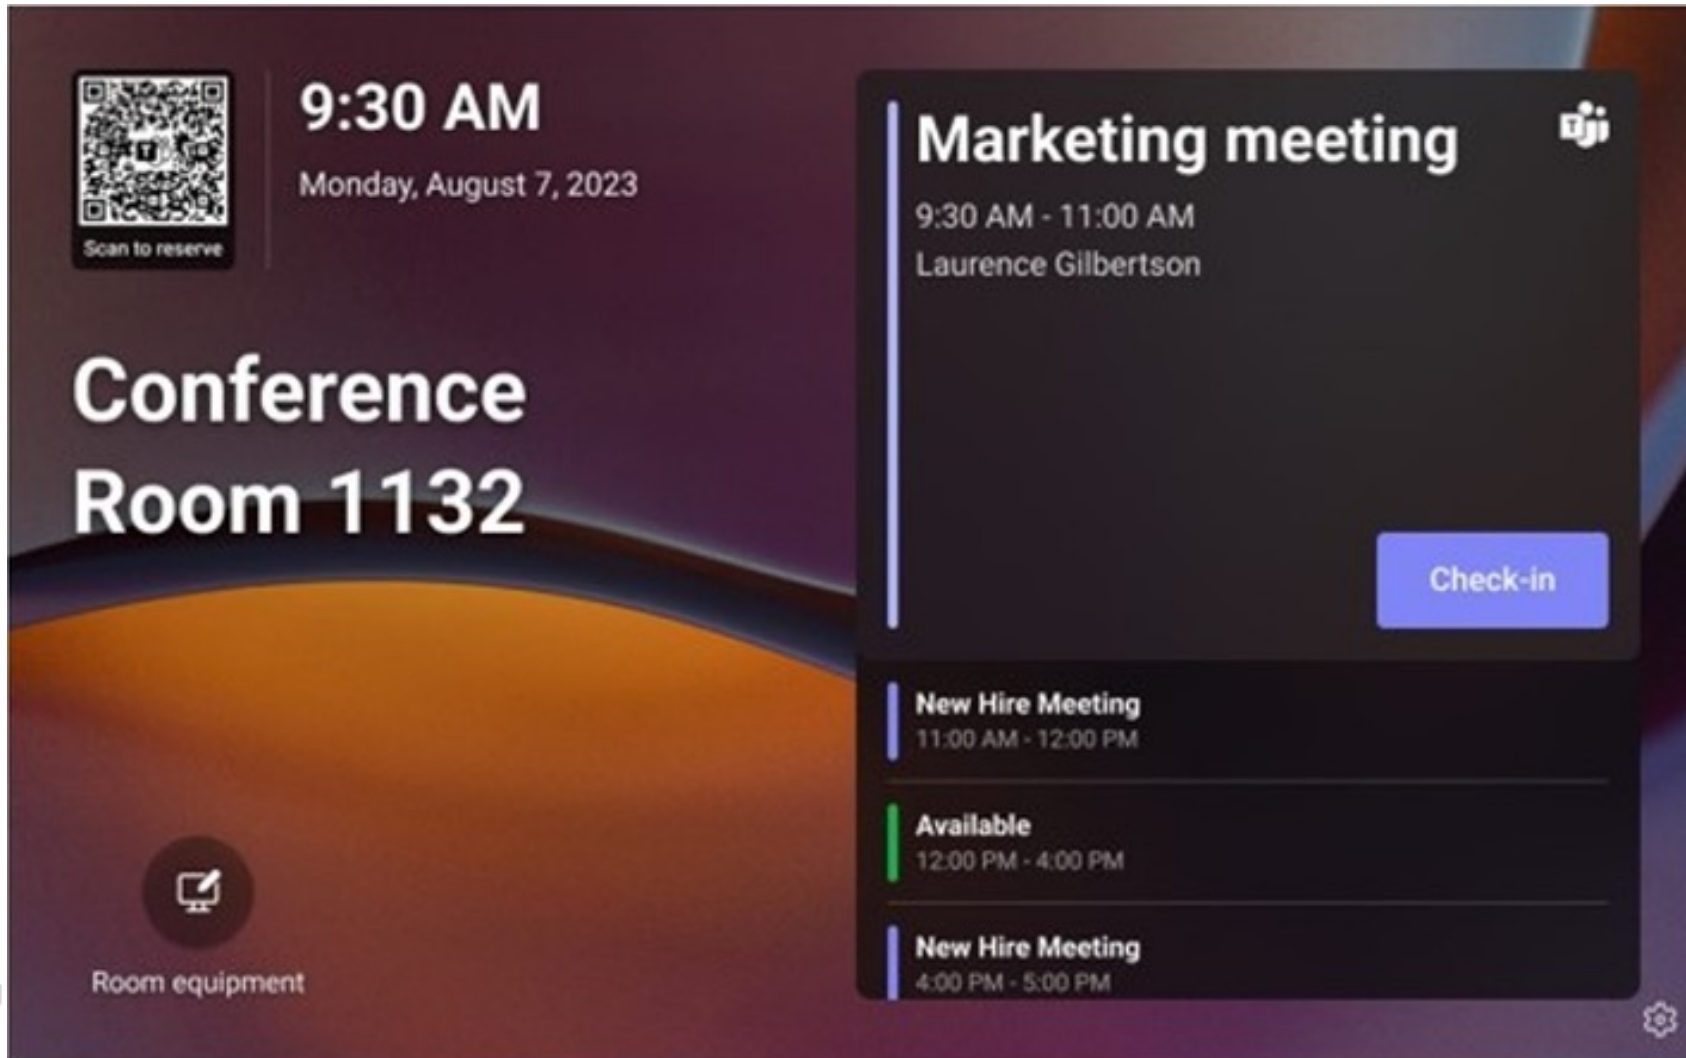 Scan to reserve
9:30 AM
Monday, August 7, 2023
Conference
Room 1132
Room equipment
Marketing meeting
9:30 AM - 11:00 AM
Laurence Gilbertson
Check-in
New Hire Meeting
11:00 AM - 12:00 PM
Available
12:00 PM - 4:00 PM
New Hire Meeting
4:00 PM - 5:00 PM